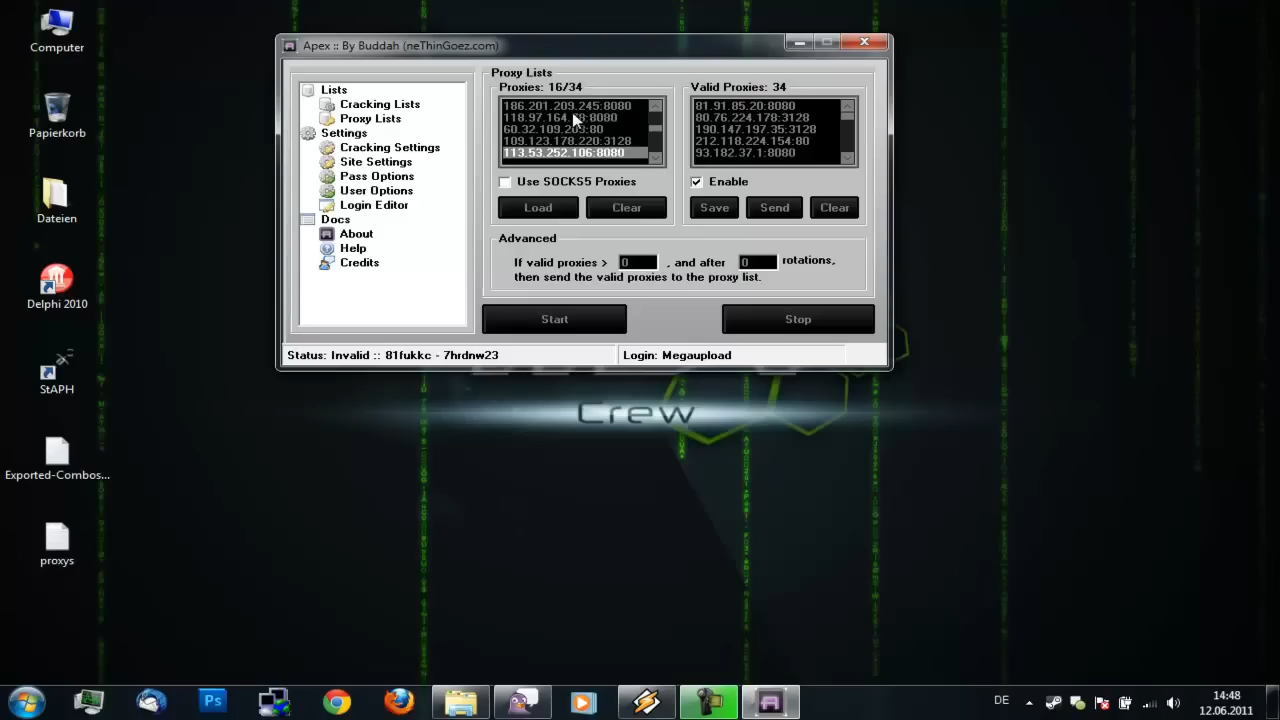 Computer
Papierkorb
Dateien
Delphi 2010
StAPH
Exported-Combos...
proxys
Apex :: By Buddah (neThinGoez.com)
Lists
Cracking Lists
Proxy Lists
Settings
Cracking Settings
Site Settings
Pass Options
User Options
Login Editor
Docs
About
Help
Credits
Proxy Lists
Proxies: 16/34
186.201.209.245:8080
60.32.109.203:80
109.123.178.220:3128
113.53.252.106:8080
Use SOCKS5 Proxies
Load
Clear
Valid Proxies: 34
81.91.85.20:8080
80.76.224.178:3128
190.147.197.35:3128
212.118.224.154:80
93.182.37.1:8080
Enable
Save
Send
Clear
Advanced
If valid proxies > 0 , and after 0 rotations,
then send the valid proxies to the proxy list.
Start
Stop
Status: Invalid :: 81fukkc - 7hrdnw23
Login: Megaupload
Crew
Ps
DE
14:48
12.06.2011